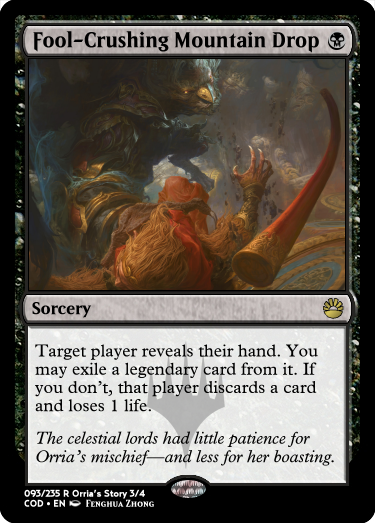 Fool-Crushing Mountain Drop
Sorcery
Target player reveals their hand. You
may exile a legendary card from it. If
you don't, that player discards a card
and loses 1 life.
The celestial lords had little patience for
Orria's mischief—and less for her boasting.
093/235 R Orria's Story 3/4
COD • EN Fenghua Zhong